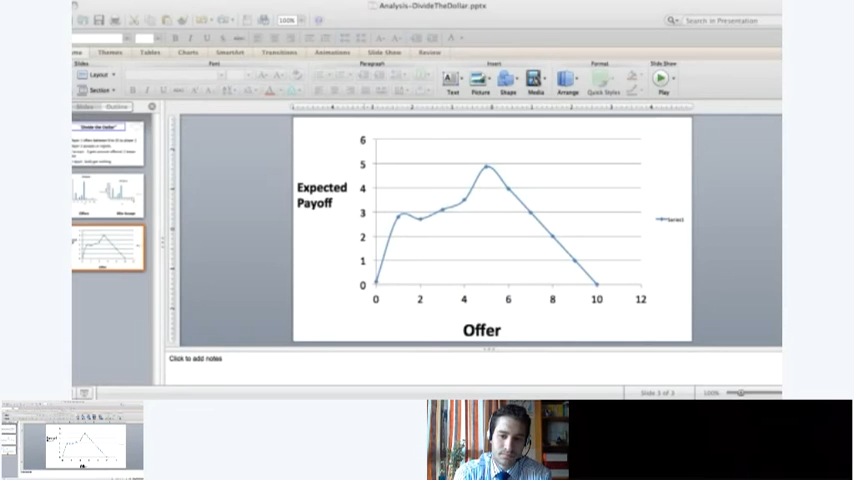 Analysis-DivideTheDollar.pptx
100%
Search in Presentation
Themes Tables Charts SmartArt Transitions Animations Slide Show Review
Slides Font Paragraph Insert Format Slide Show
Layout
Section
Text Picture Shape Media Arrange Quick Styles Play
Slides Outline
Expected
Payoff
6
5
4
3
2
1
0
0 2 4 6 8 10 12
Series1
Offer
Click to add notes
Slide 3 of 3 100%